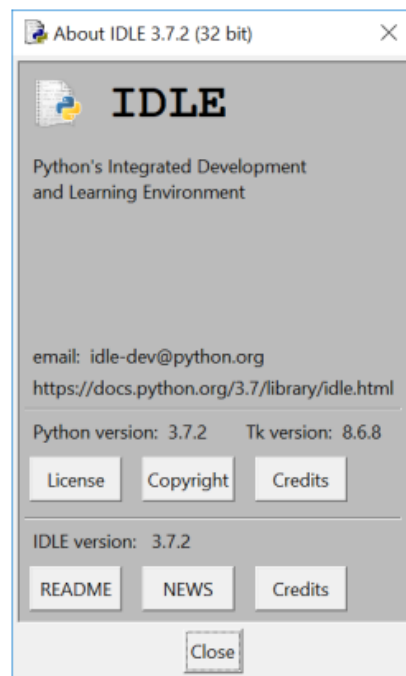 About IDLE 3.7.2 (32 bit)
IDLE
Python's Integrated Development
and Learning Environment
email: idle-dev@python.org
https://docs.python.org/3.7/library/idle.html
Python version: 3.7.2 Tk version: 8.6.8
License Copyright Credits
IDLE version: 3.7.2
README NEWS Credits
Close